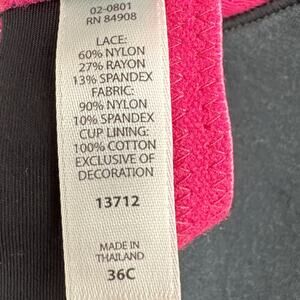 02-0801
RN 84908
LACE:
60% NYLON
27% RAYON
13% SPANDEX
FABRIC:
90% NYLON
10% SPANDEX
CUP LINING:
100% COTTON
EXCLUSIVE OF
DECORATION
13712
MADE IN
THAILAND
36C